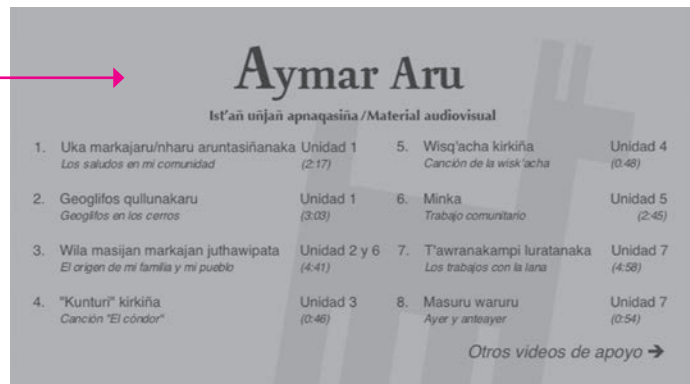 Aymar Aru
Ist'añ uñjañ apnaqasiña/Material audiovisual
1. Uka markajaru/nharu aruntasiñanaka Unidad 1
Los saludos en mi comunidad (2:17)
2. Geoglifos qullunakaru Unidad 1
Geoglifos en los cerros (3:03)
3. Wila masijan markajan juthawipata Unidad 2 y 6
El origen de mi familia y mi pueblo (4:41)
4. "Kunturi" kirkiña Unidad 3
Canción "El cóndor" (0:46)
5. Wisq'acha kirkiña Unidad 4
Canción de la wisk'acha (0.48)
6. Minka Unidad 5
Trabajo comunitario (2:45)
7. T'awranakampi luratanaka Unidad 7
Los trabajos con la lana (4:58)
8. Masuru waruru Unidad 7
Ayer y anteayer (0:54)
Otros videos de apoyo ➔